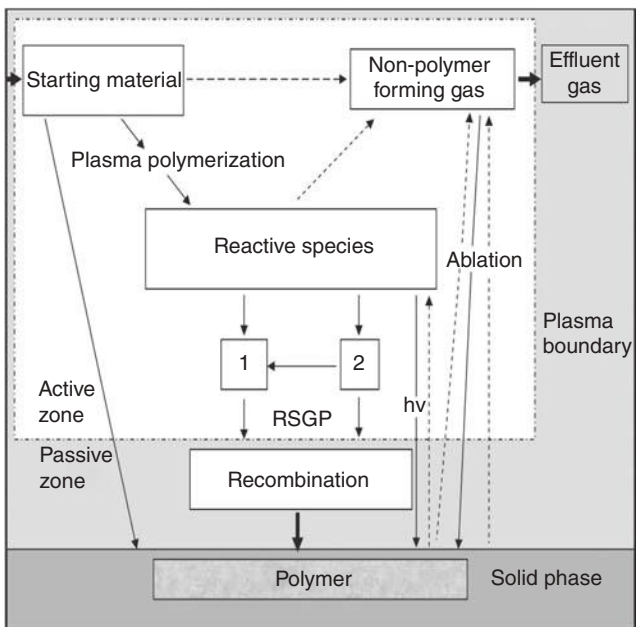 Starting material
Non-polymer
forming gas
Effluent
gas
Plasma polymerization
Reactive species
Ablation
Plasma
boundary
1
2
Active
zone
RSGP
hv
Passive
zone
Recombination
Polymer
Solid phase